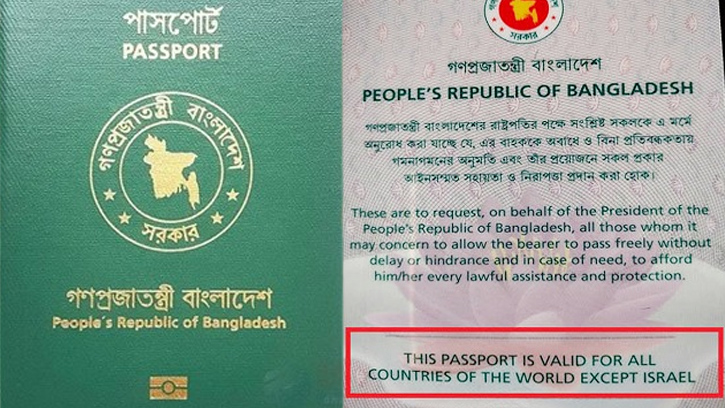 পাসপোর্ট
PASSPORT
গণপ্রজাতন্ত্রী বাংলাদেশ
সরকার
গণপ্রজাতন্ত্রী বাংলাদেশ
People's Republic of Bangladesh
সরকার
গণপ্রজাতন্ত্রী বাংলাদেশ
PEOPLE'S REPUBLIC OF BANGLADESH
গণপ্রজাতন্ত্রী বাংলাদেশের রাষ্ট্রপতির পক্ষে সংশ্লিষ্ট সকলকে এ মর্মে
অনুরোধ করা যাচ্ছে যে, এর বাহককে অবাধে ও বিনা প্রতিবন্ধকতায়
গমনাগমনের অনুমতি এবং তাঁর প্রয়োজনে সকল প্রকার
আইনসম্মত সহায়তা ও নিরাপত্তা প্রদান করা হোক।
These are to request, on behalf of the President of the
People's Republic of Bangladesh, all those whom it
may concern to allow the bearer to pass freely without
delay or hindrance and in case of need, to afford
him/her every lawful assistance and protection.
THIS PASSPORT IS VALID FOR ALL
COUNTRIES OF THE WORLD EXCEPT ISRAEL